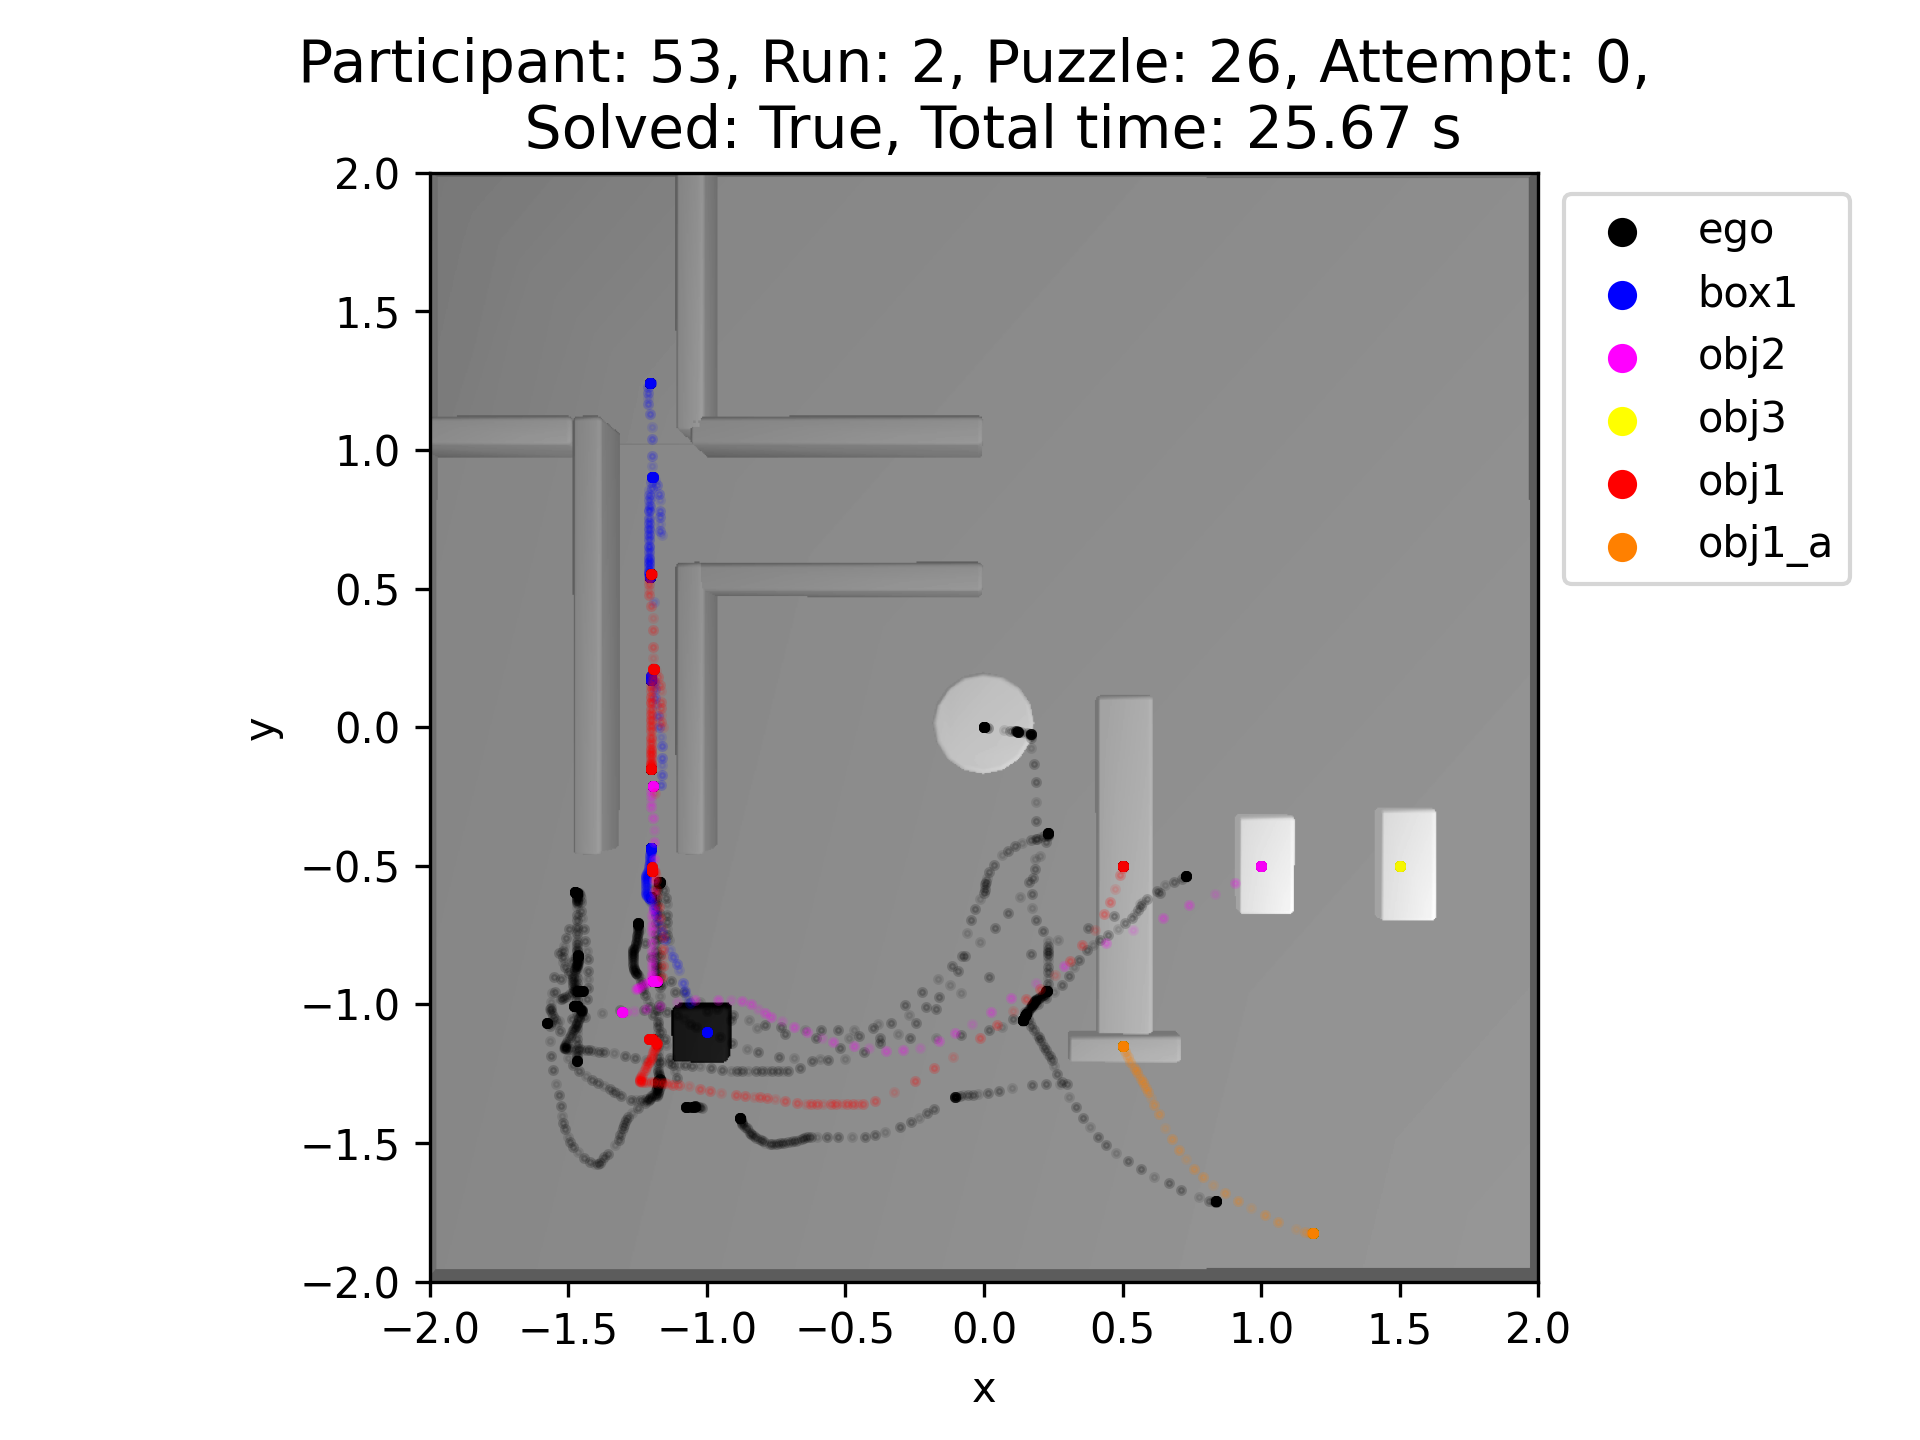 Participant: 53, Run: 2, Puzzle: 26, Attempt: 0,
Solved: True, Total time: 25.67 s
2.0
1.5
1.0
0.5
0.0
−0.5
−1.0
−1.5
−2.0
y
−2.0 −1.5 −1.0 −0.5 0.0 0.5 1.0 1.5 2.0
x
ego
box1
obj2
obj3
obj1
obj1_a